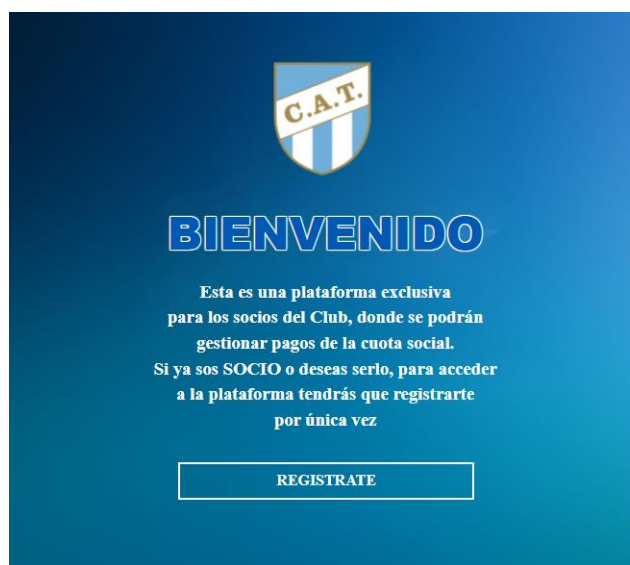 C.A.T.
BIENVENIDO
Esta es una plataforma exclusiva
para los socios del Club, donde se podrán
gestionar pagos de la cuota social.
Si ya sos SOCIO o deseas serlo, para acceder
a la plataforma tendrás que registrarte
por única vez
REGISTRATE